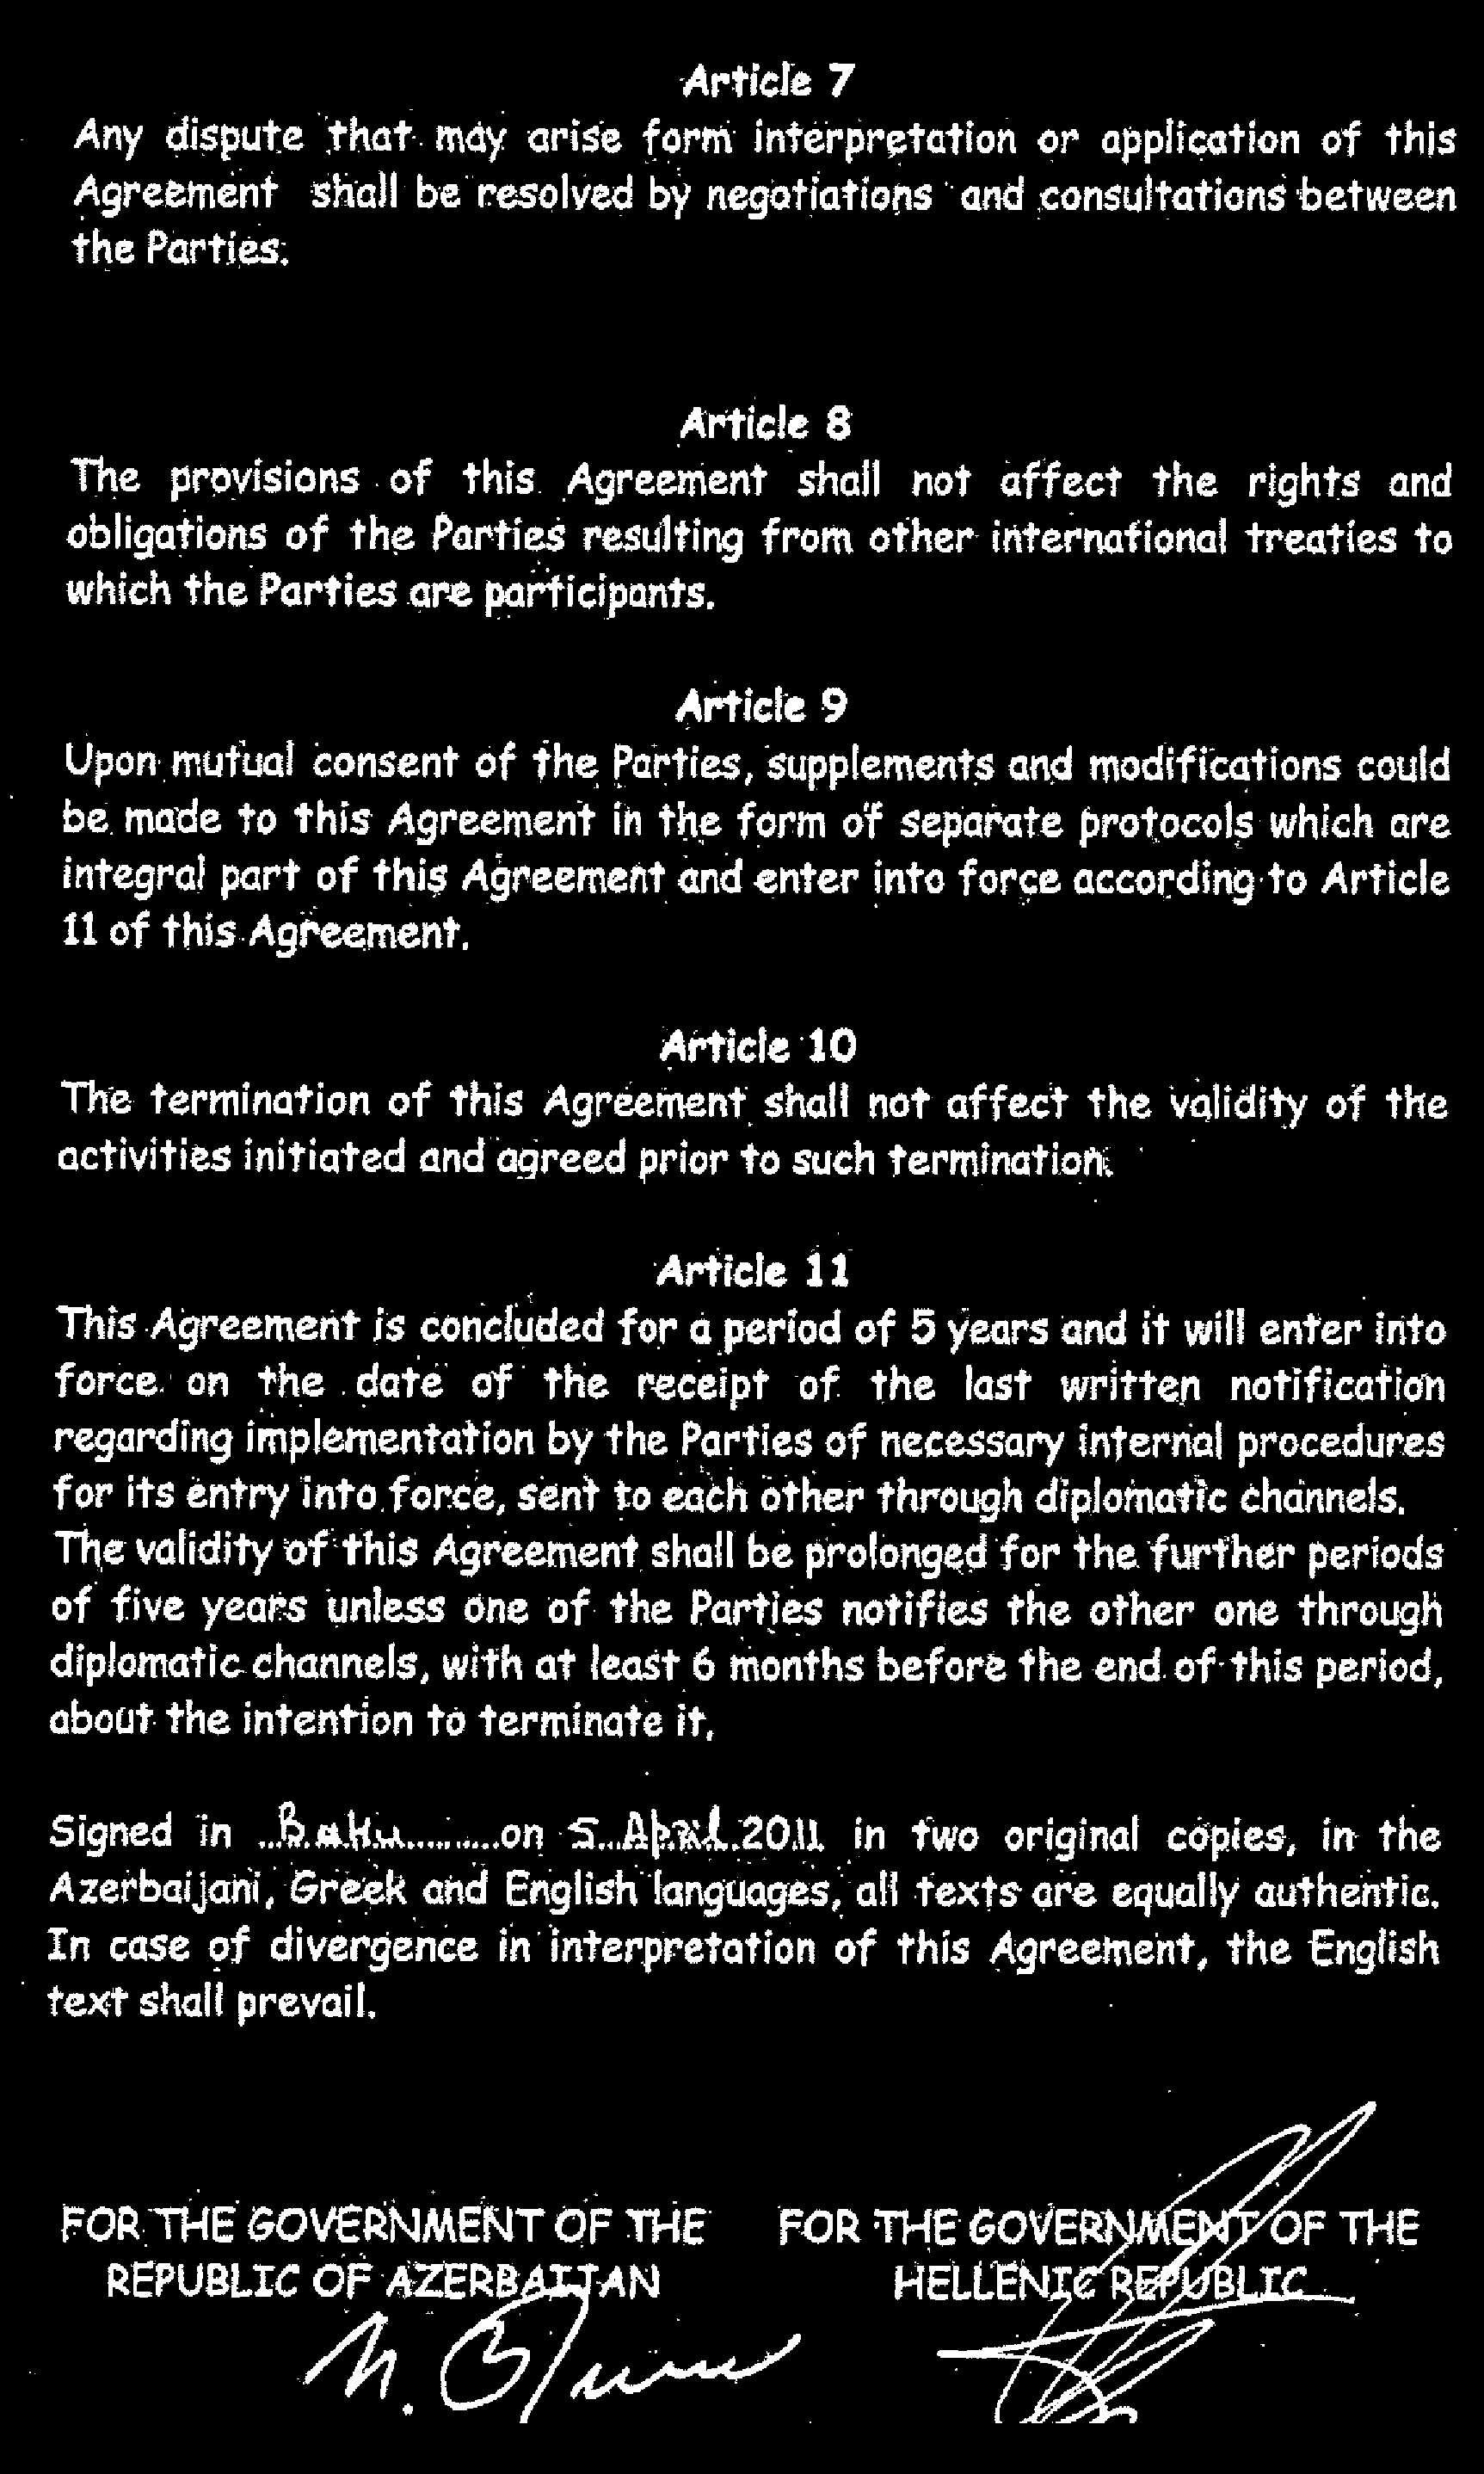 Article 7
Any dispute that may arise form interpretation or application of this
Agreement shall be resolved by negotiations and consultations between
the Parties.
Article 8
The provisions of this Agreement shall not affect the rights and
obligations of the Parties resulting from other international treaties to
which the Parties are participants.
Article 9
Upon mutual consent of the Parties, supplements and modifications could
be made to this Agreement in the form of separate protocols which are
integral part of this Agreement and enter into force according to Article
11 of this Agreement.
Article 10
The termination of this Agreement shall not affect the validity of the
activities initiated and agreed prior to such termination.
Article 11
This Agreement is concluded for a period of 5 years and it will enter into
force on the date of the receipt of the last written notification
regarding implementation by the Parties of necessary internal procedures
for its entry into force, sent to each other through diplomatic channels.
The validity of this Agreement shall be prolonged for the further periods
of five years unless one of the Parties notifies the other one through
diplomatic channels, with at least 6 months before the end of this period,
about the intention to terminate it.
Signed in ...Baku..........on 5...April.2011 in two original copies, in the
Azerbaijani, Greek and English languages, all texts are equally authentic.
In case of divergence in interpretation of this Agreement, the English
text shall prevail.
FOR THE GOVERNMENT OF THE
REPUBLIC OF AZERBAIJAN
FOR THE GOVERNMENT OF THE
HELLENIC REPUBLIC